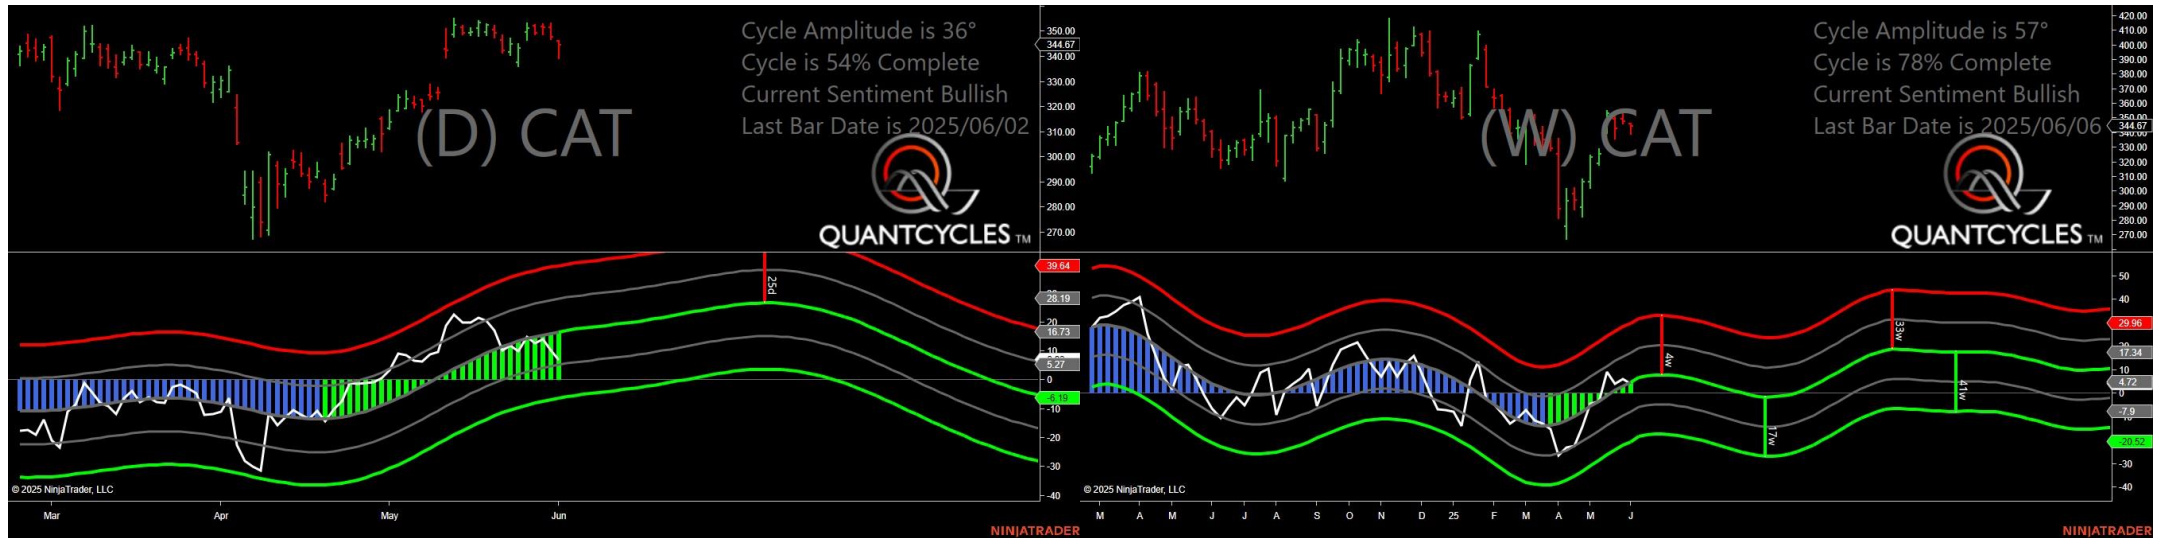 Cycle Amplitude is 36°
Cycle is 54% Complete
Current Sentiment Bullish
Last Bar Date is 2025/06/02
(D) CAT
QUANTCYCLES TM
350.00
344.67
340.00
330.00
320.00
310.00
300.00
290.00
280.00
270.00
39.64
28.19
20
16.73
10
5.27
0
-6.19
-10
-20
-30
-40
25d
© 2025 NinjaTrader, LLC
Mar Apr May Jun
NINJATRADER
Cycle Amplitude is 57°
Cycle is 78% Complete
Current Sentiment Bullish
Last Bar Date is 2025/06/06
(W) CAT
QUANTCYCLES TM
420.00
410.00
400.00
390.00
380.00
370.00
360.00
350.00
344.67
340.00
330.00
320.00
310.00
300.00
290.00
280.00
270.00
50
40
29.96
20
17.34
10
4.72
0
-7.9
-20.52
-30
-40
4w
17w
33w
41w
© 2025 NinjaTrader, LLC
M A M J J A S O N D 25 F M A M J
NINJATRADER